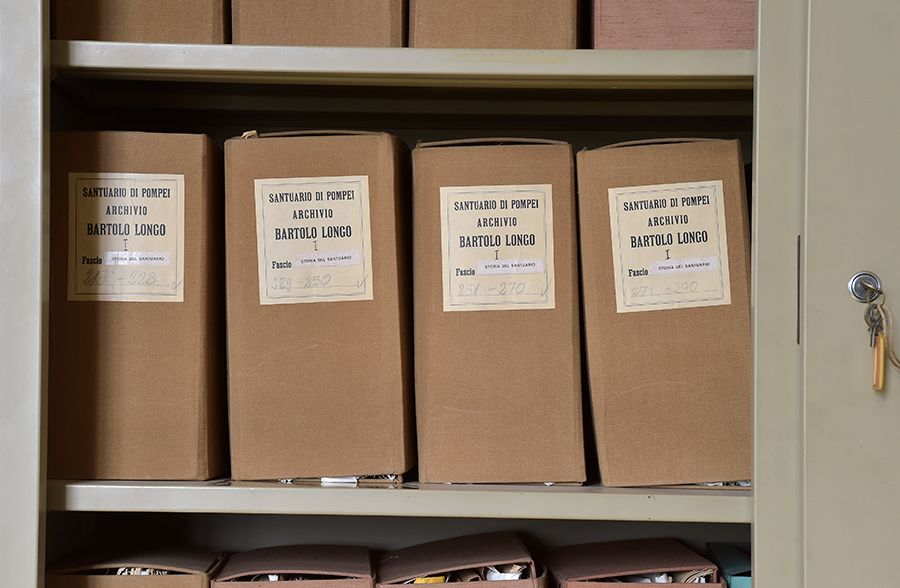 SANTUARIO DI POMPEI
ARCHIVIO
BARTOLO LONGO
I
Fascio STORIA DEL SANTUARIO
- 228
SANTUARIO DI POMPEI
ARCHIVIO
BARTOLO LONGO
I
Fascio STORIA DEL SANTUARIO
229 - 250
SANTUARIO DI POMPEI
ARCHIVIO
BARTOLO LONGO
I
Fascio STORIA DEL SANTUARIO
251 - 270
SANTUARIO DI POMPEI
ARCHIVIO
BARTOLO LONGO
I
Fascio STORIA DEL SANTUARIO
271 - 290